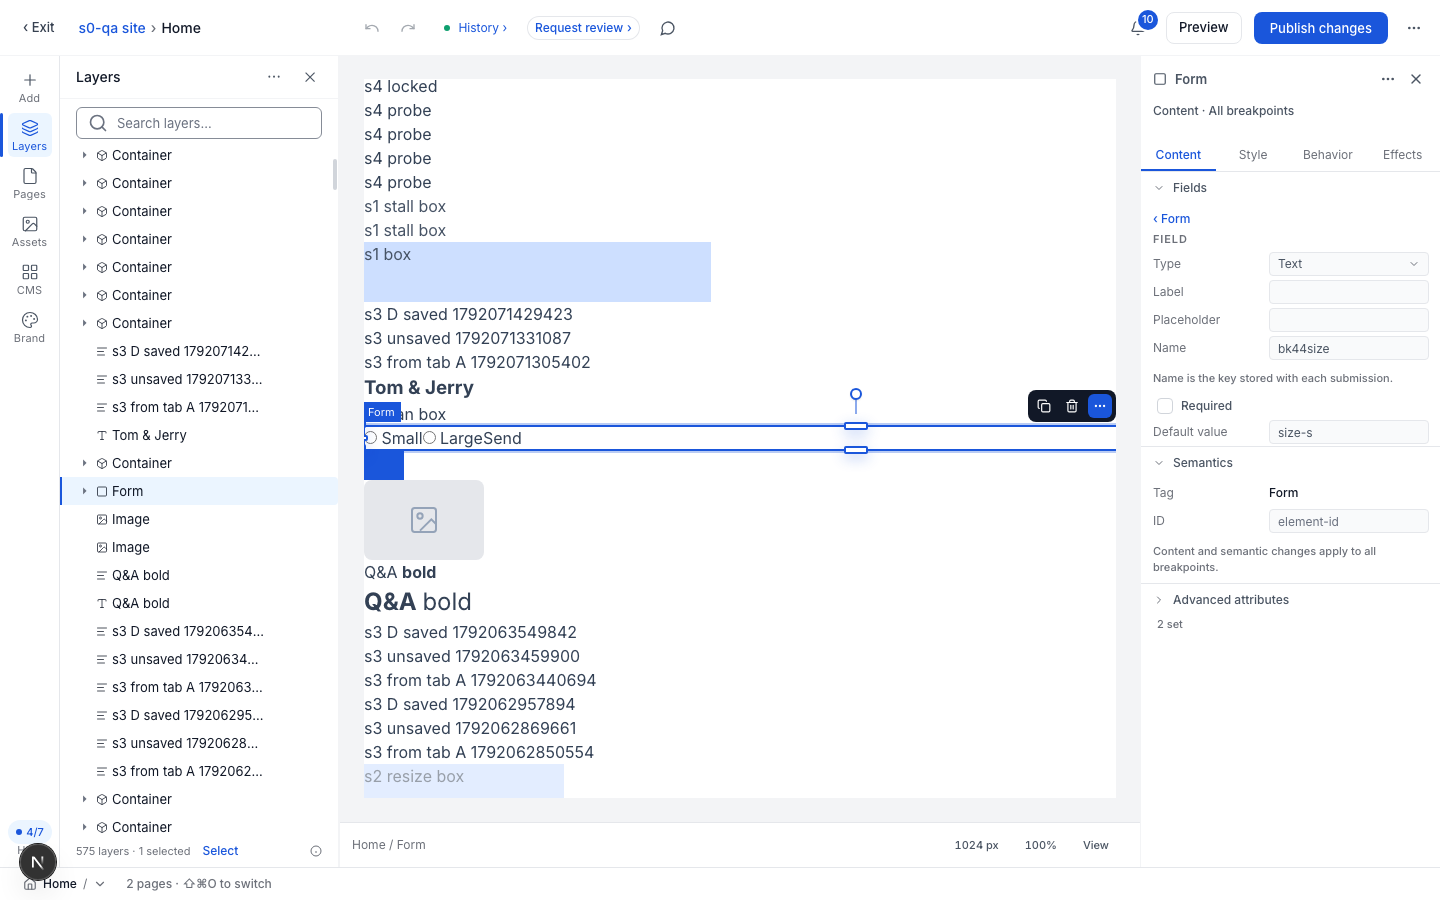 ‹ Exit
s0-qa site › Home
History ›
Request review ›
10
Preview
Publish changes
Add
Layers
Pages
Assets
CMS
Brand
4/7
N
Layers
Search layers...
Container
Container
Container
Container
Container
Container
Container
s3 D saved 179207142...
s3 unsaved 179207133...
s3 from tab A 1792071...
Tom & Jerry
Container
Form
Image
Image
Q&A bold
Q&A bold
s3 D saved 179206354...
s3 unsaved 17920634...
s3 from tab A 1792063...
s3 D saved 179206295...
s3 unsaved 17920628...
s3 from tab A 1792062...
Container
Container
575 layers · 1 selected Select
s4 locked
s4 probe
s4 probe
s4 probe
s4 probe
s1 stall box
s1 stall box
s1 box
s3 D saved 1792071429423
s3 unsaved 1792071331087
s3 from tab A 1792071305402
Tom & Jerry
Form
an box
Small LargeSend
Q&A bold
Q&A bold
s3 D saved 1792063549842
s3 unsaved 1792063459900
s3 from tab A 1792063440694
s3 D saved 1792062957894
s3 unsaved 1792062869661
s3 from tab A 1792062850554
s2 resize box
Home / Form
1024 px 100% View
Form
Content · All breakpoints
Content Style Behavior Effects
Fields
‹ Form
FIELD
Type Text
Label
Placeholder
Name bk44size
Name is the key stored with each submission.
Required
Default value size-s
Semantics
Tag Form
ID element-id
Content and semantic changes apply to all
breakpoints.
Advanced attributes
2 set
Home /
2 pages · ⇧⌘O to switch